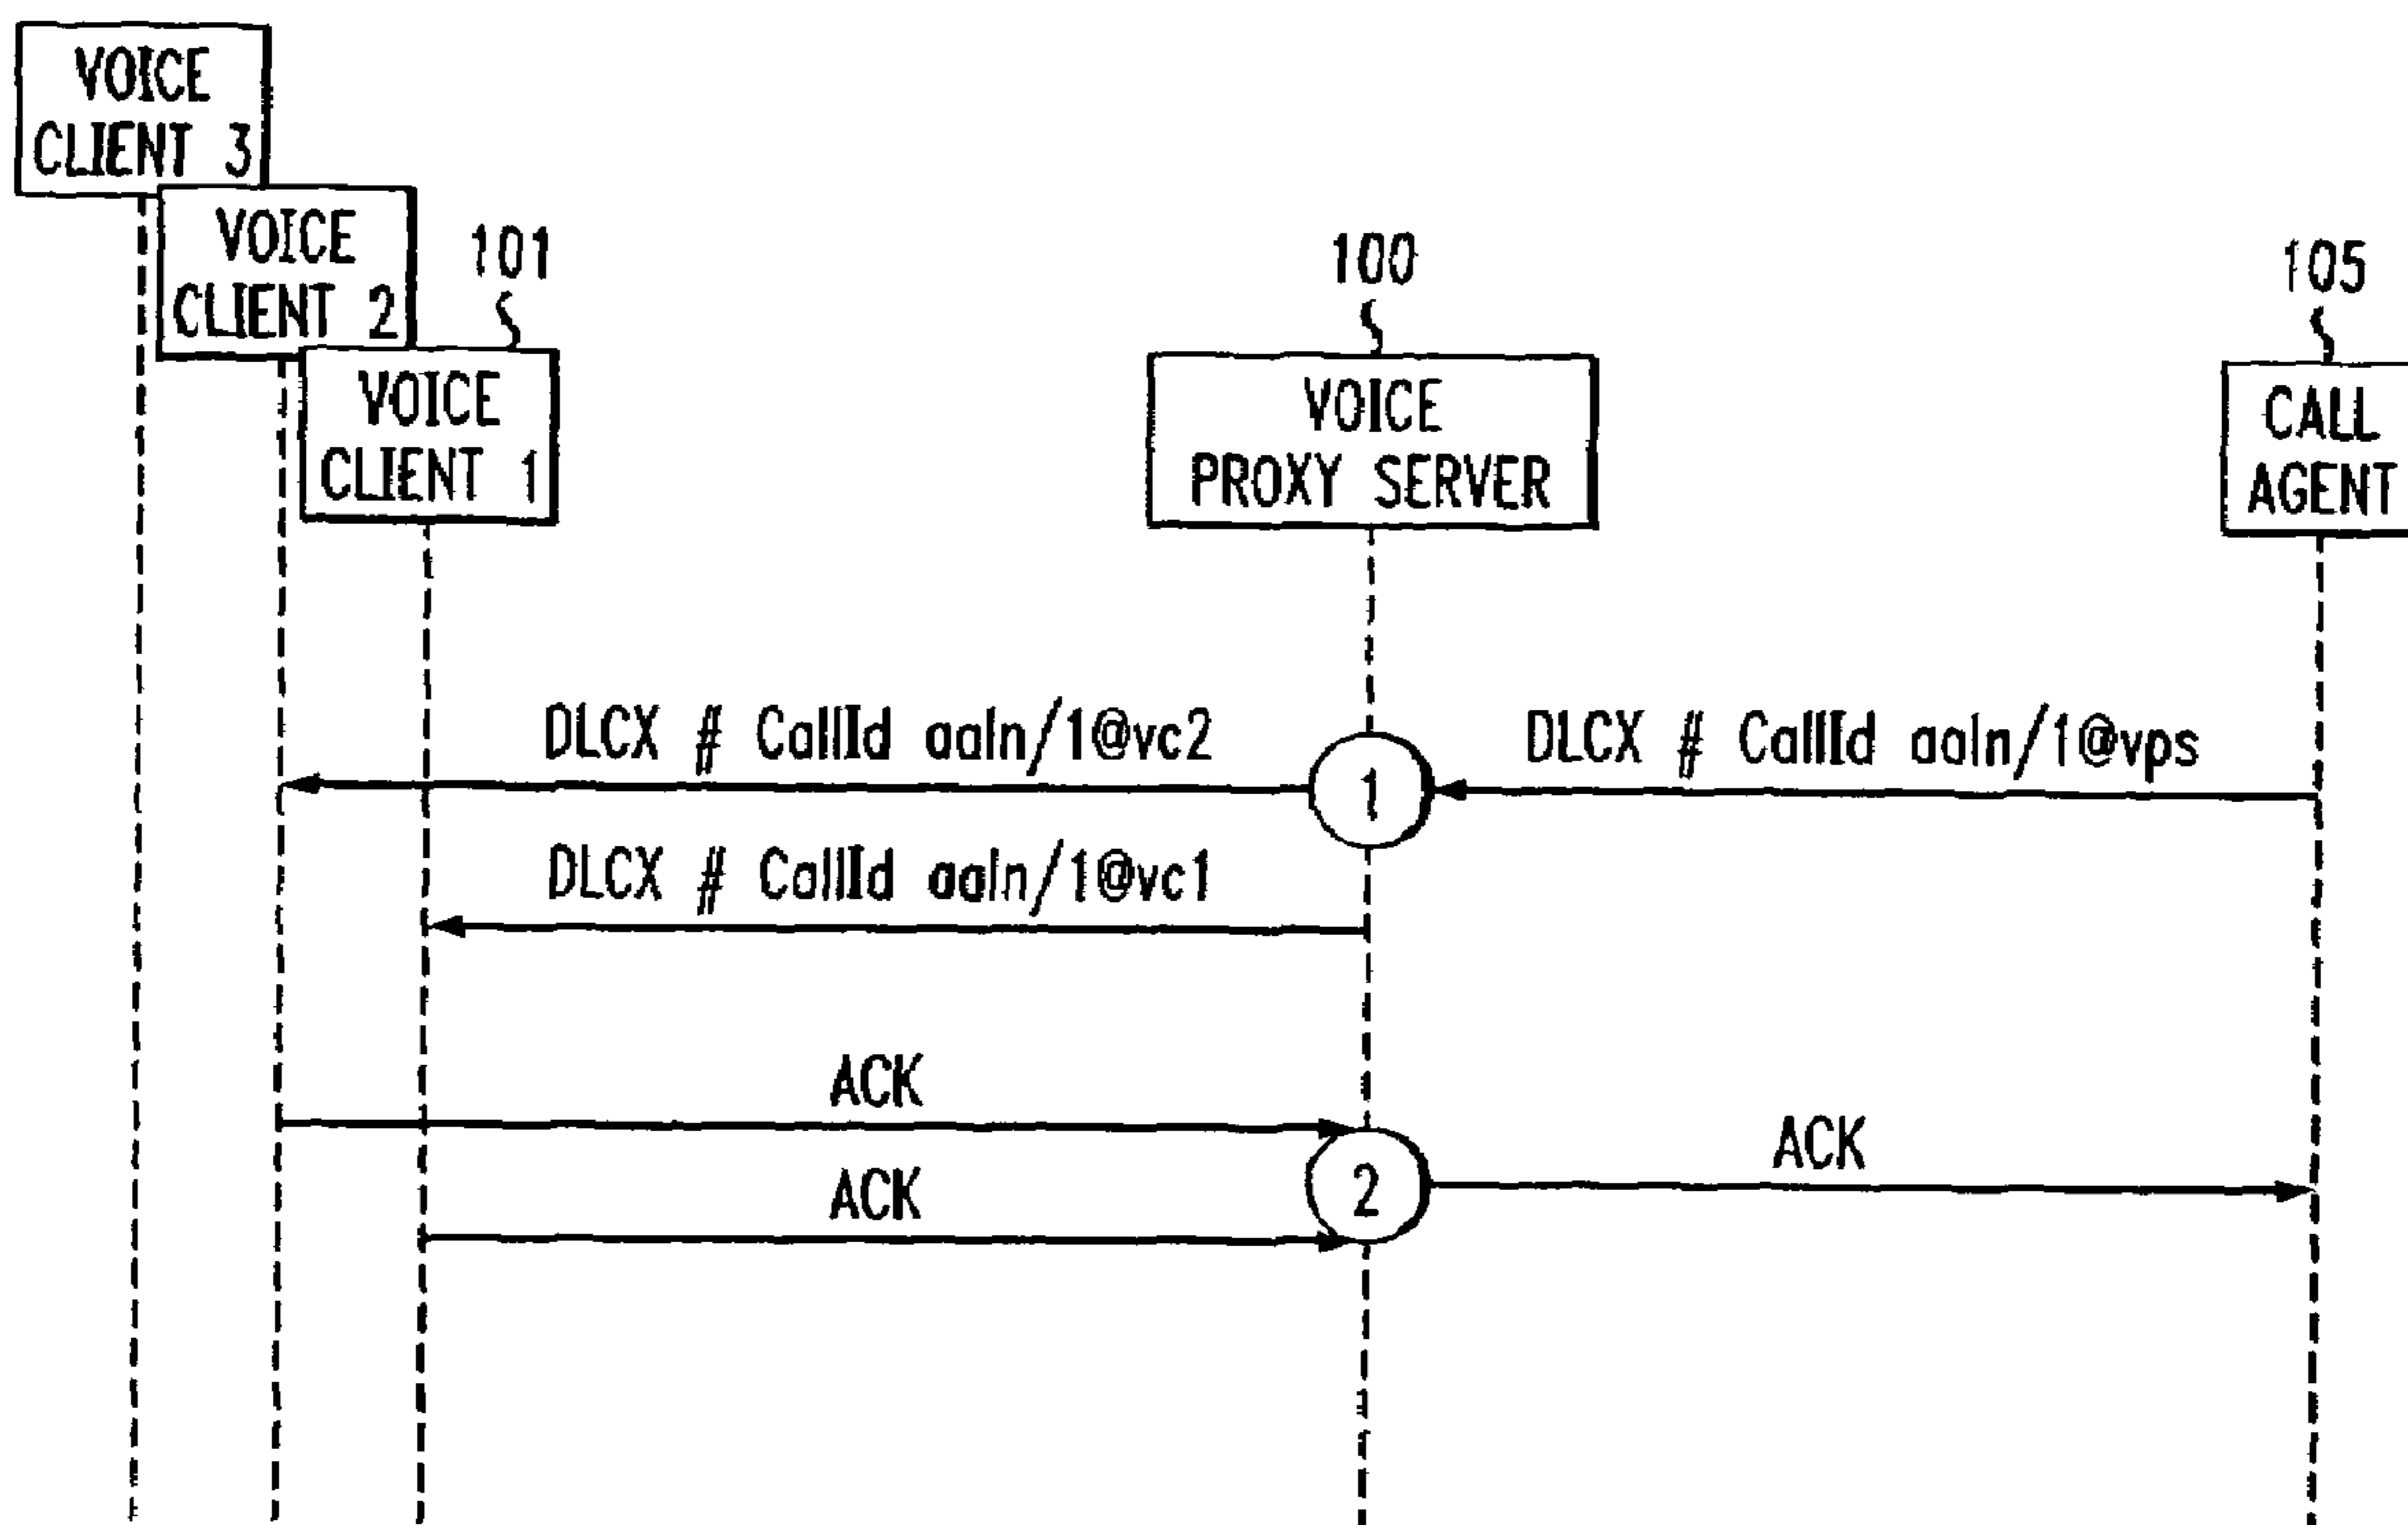 VOICE
CLIENT 3
VOICE
CLIENT 2
101
VOICE
CLIENT 1
100
VOICE
PROXY SERVER
105
CALL
AGENT
DLCX # CallId aaln/1@vc2
DLCX # CallId aaln/1@vps
1
DLCX # CallId aaln/1@vc1
ACK
ACK
2
ACK